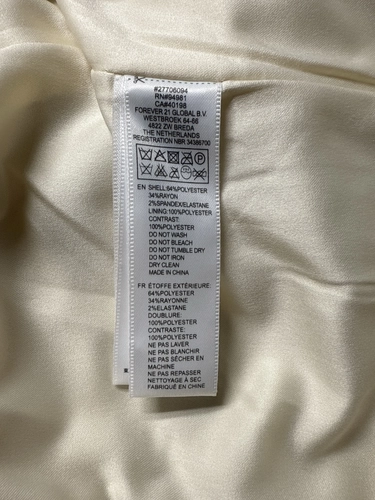 #27706094
RN#94981
CA#40198
FOREVER 21 GLOBAL B.V.
WESTBROEK 64-66
4822 ZW BREDA
THE NETHERLANDS
REGISTRATION NBR 34386700
EN SHELL:64%POLYESTER
34%RAYON
2%SPANDEX/ELASTANE
LINING:100%POLYESTER
CONTRAST:
100%POLYESTER
DO NOT WASH
DO NOT BLEACH
DO NOT TUMBLE DRY
DO NOT IRON
DRY CLEAN
MADE IN CHINA
FR ÉTOFFE EXTÉRIEURE:
64%POLYESTER
34%RAYONNE
2%ELASTANE
DOUBLURE:
100%POLYESTER
CONTRASTE:
100%POLYESTER
NE PAS LAVER
NE PAS BLANCHIR
NE PAS SÉCHER EN
MACHINE
NE PAS REPASSER
NETTOYAGE À SEC
FABRIQUÉ EN CHINE